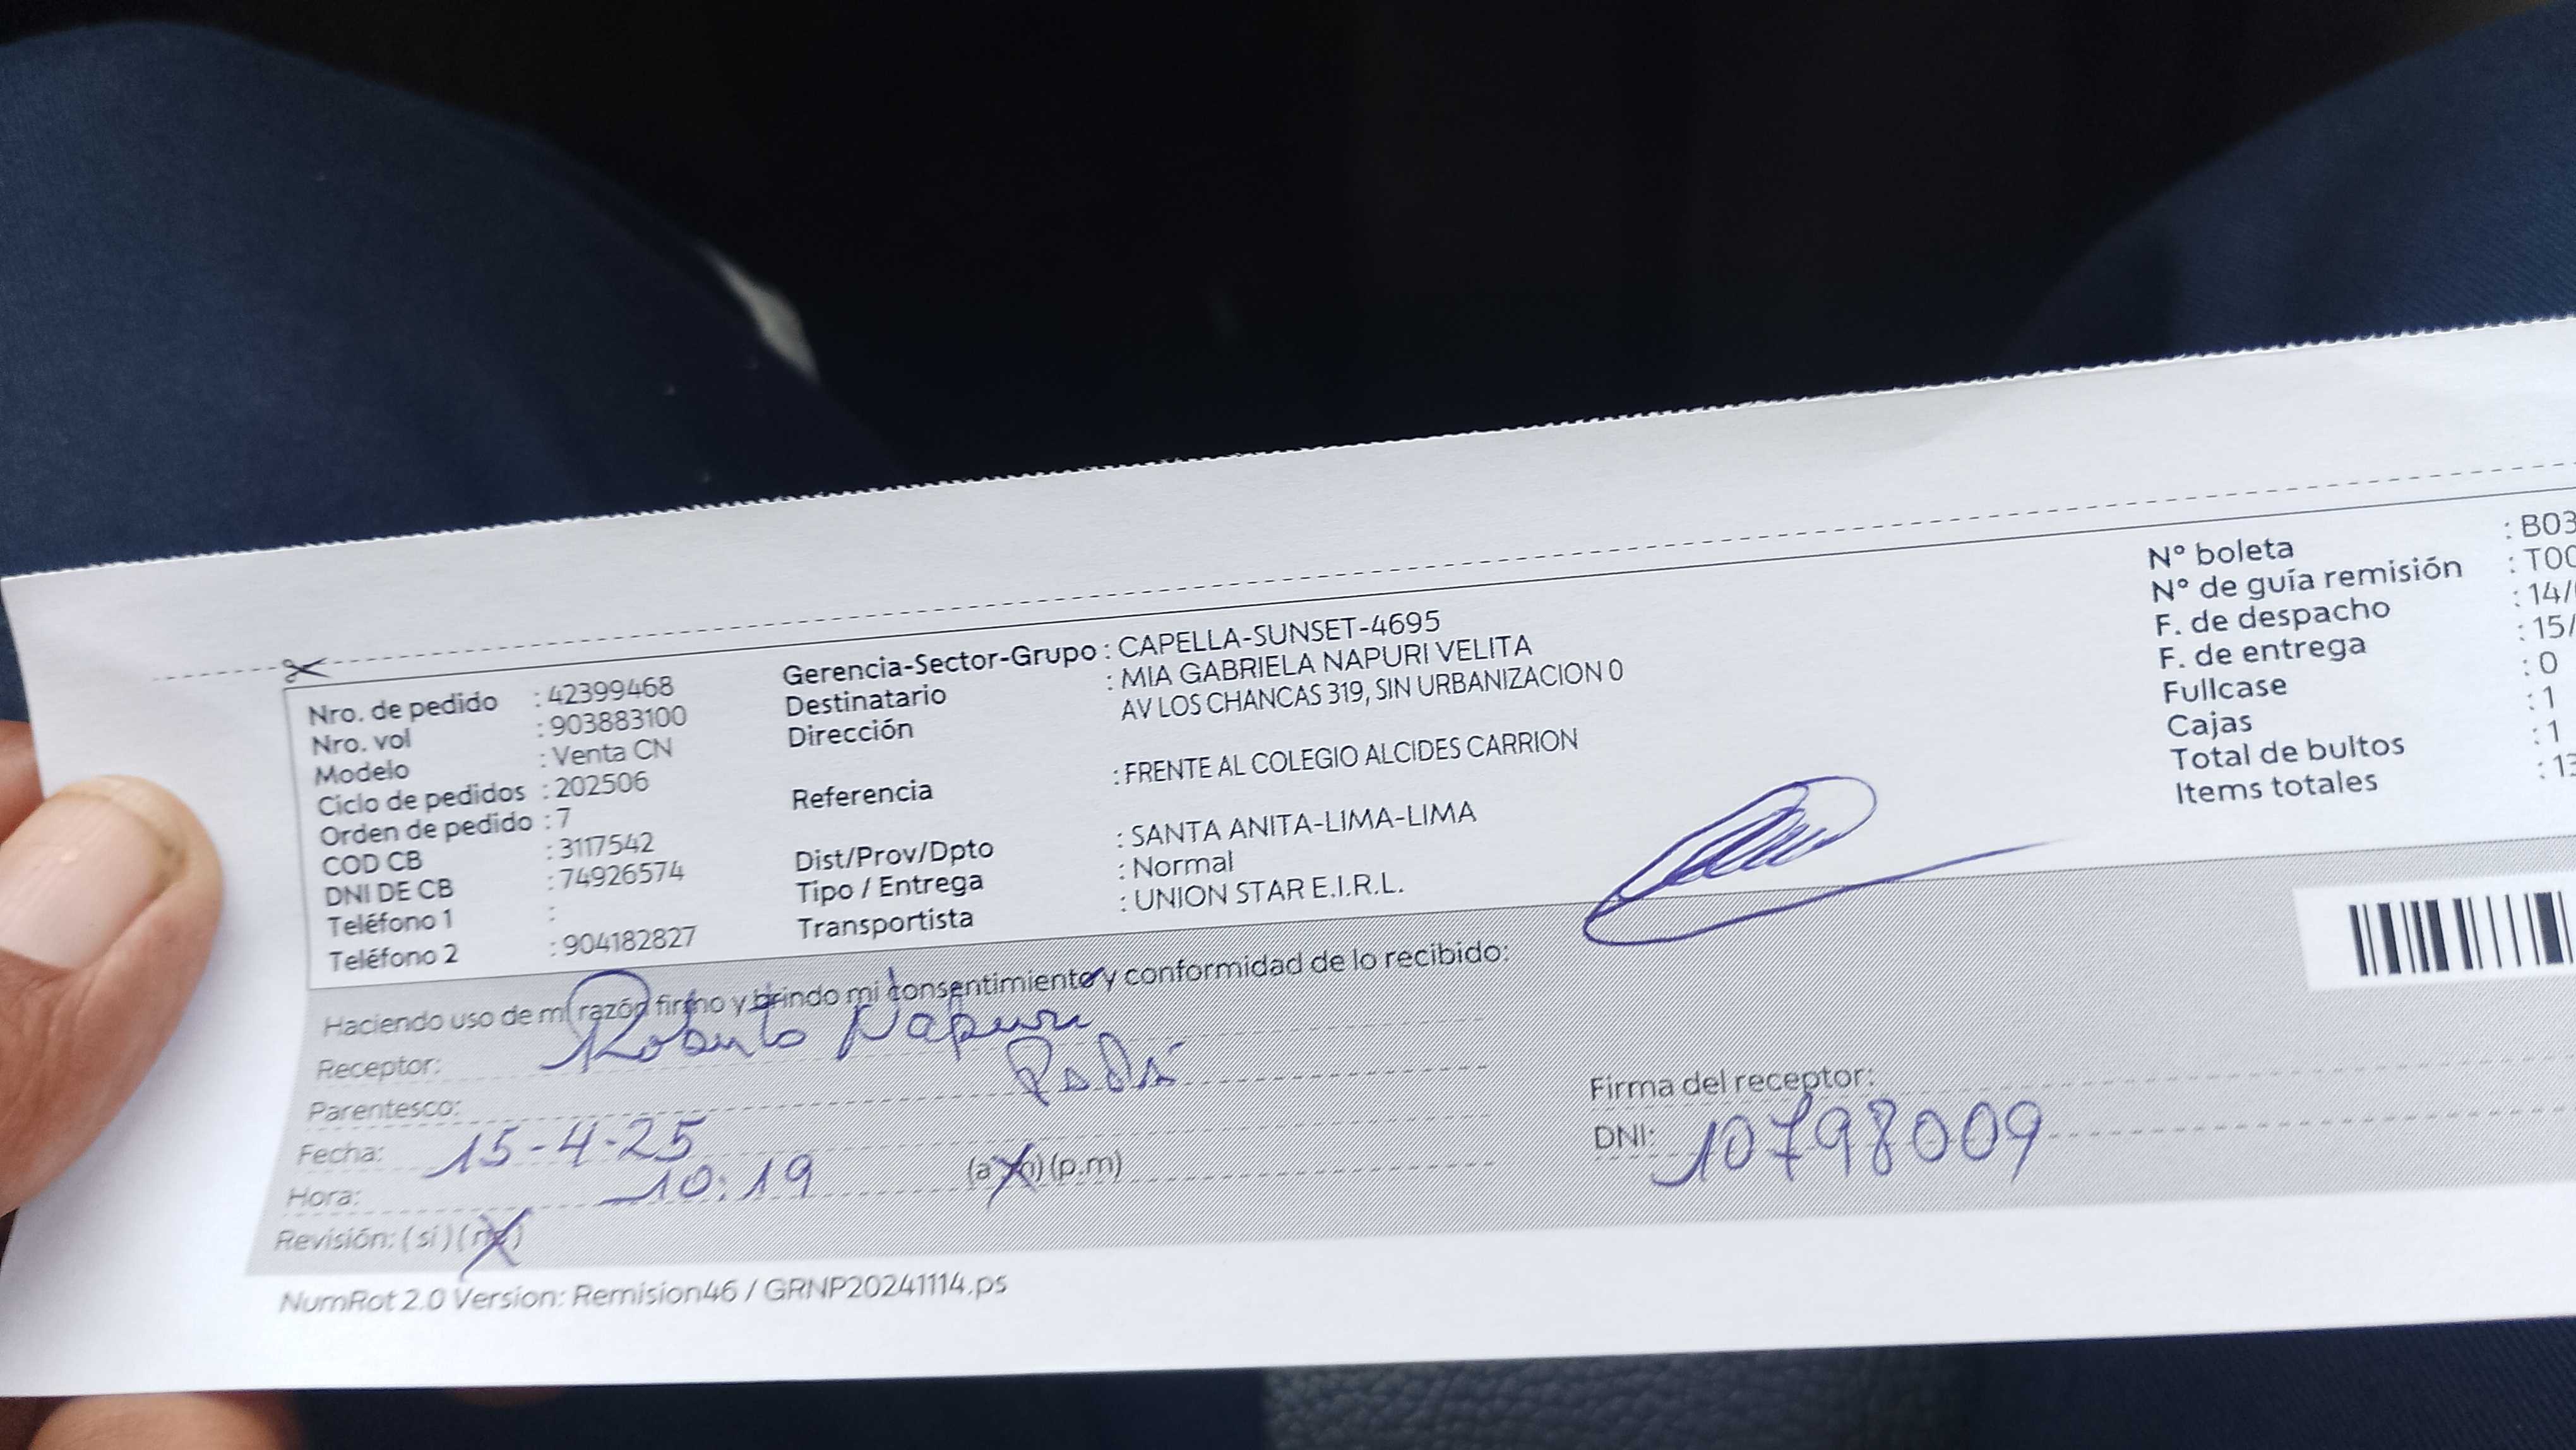 Nro. de pedido : 42399468
Nro. vol : 903883100
Modelo : Venta CN
Ciclo de pedidos : 202506
Orden de pedido : 7
COD CB : 3117542
DNI DE CB : 74926574
Teléfono 1 :
Teléfono 2 : 904182827
Gerencia-Sector-Grupo : CAPELLA-SUNSET-4695
Destinatario : MIA GABRIELA NAPURI VELITA
Dirección AV LOS CHANCAS 319, SIN URBANIZACION 0
Referencia : FRENTE AL COLEGIO ALCIDES CARRION
Dist/Prov/Dpto : SANTA ANITA-LIMA-LIMA
Tipo / Entrega : Normal
Transportista : UNION STAR E.I.R.L.
N° boleta : B03
N° de guía remisión : T00
F. de despacho : 14/
F. de entrega : 15/
Fullcase : 0
Cajas : 1
Total de bultos : 1
Items totales : 13
Haciendo uso de mi razón firmo y brindo mi consentimiento y conformidad de lo recibido:
Receptor: Roberto Napuri
Parentesco:
Fecha: 15-4-25
Hora: 10:19 (a.m) (p.m)
Revisión: (si) (no)
Firma del receptor:
DNI: 10798009
NumRot 2.0 Version: Remision46 / GRNP20241114.ps